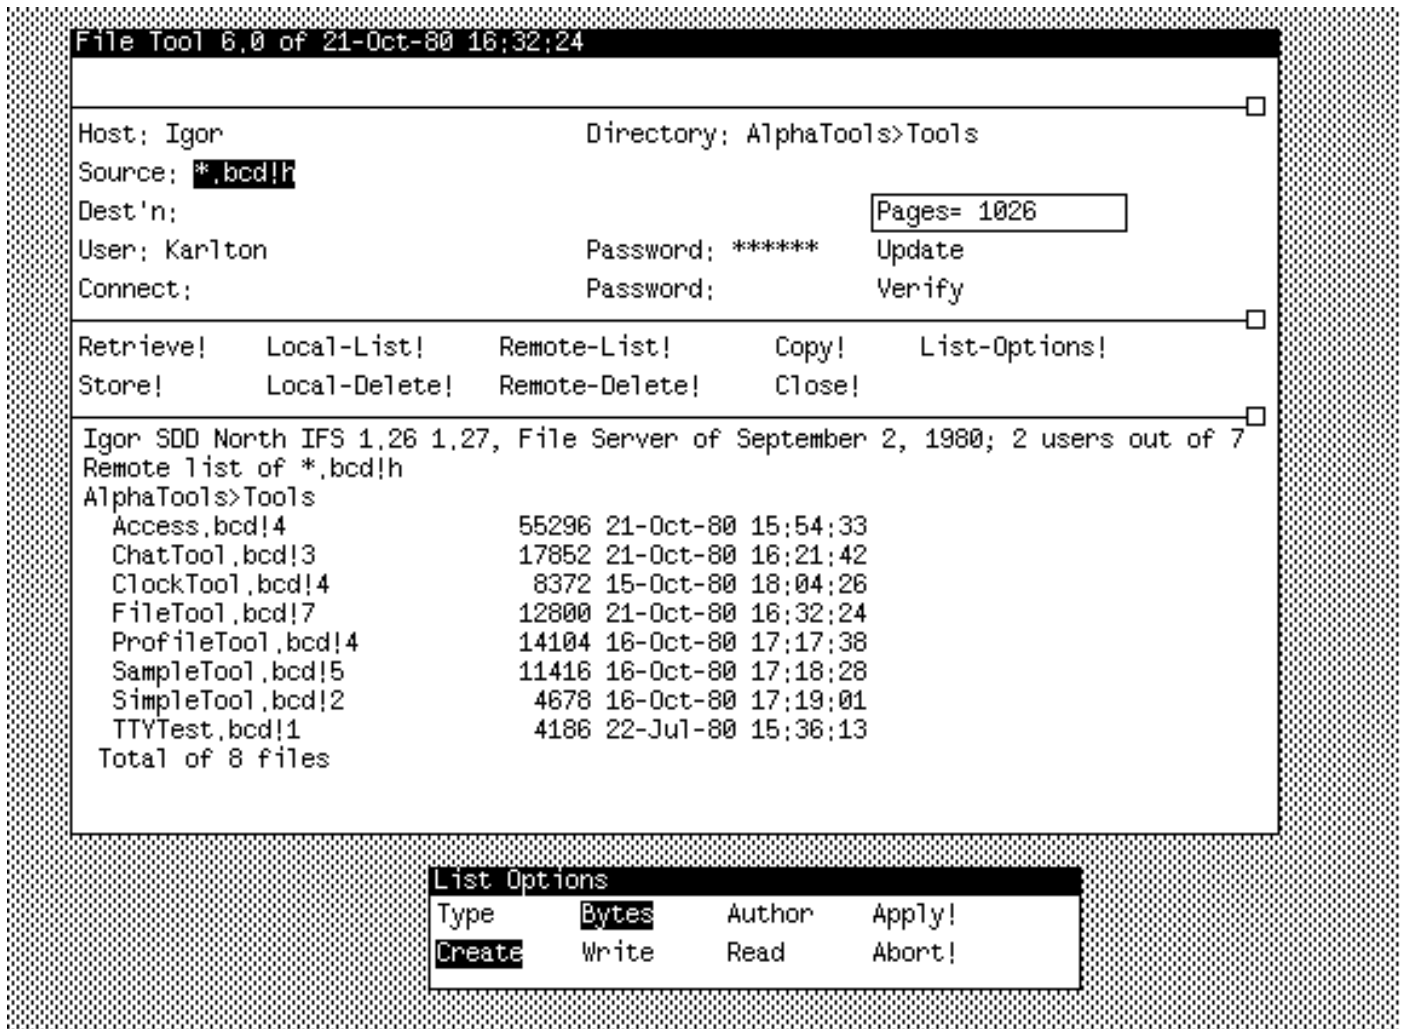 File Tool 6.0 of 21-Oct-80 16:32:24
Host: Igor Directory: AlphaTools>Tools
Source: *.bcd!h
Dest'n: Pages= 1026
User: Karlton Password: ****** Update
Connect: Password: Verify
Retrieve! Local-List! Remote-List! Copy! List-Options!
Store! Local-Delete! Remote-Delete! Close!
Igor SDD North IFS 1.26 1.27, File Server of September 2, 1980; 2 users out of 7
Remote list of *.bcd!h
AlphaTools>Tools
Access.bcd!4 55296 21-Oct-80 15:54:33
ChatTool.bcd!3 17852 21-Oct-80 16:21:42
ClockTool.bcd!4 8372 15-Oct-80 18:04:26
FileTool.bcd!7 12800 21-Oct-80 16:32:24
ProfileTool.bcd!4 14104 16-Oct-80 17:17:38
SampleTool.bcd!5 11416 16-Oct-80 17:18:28
SimpleTool.bcd!2 4678 16-Oct-80 17:19:01
TTYTest.bcd!1 4186 22-Jul-80 15:36:13
Total of 8 files
List Options
Type Bytes Author Apply!
Create Write Read Abort!